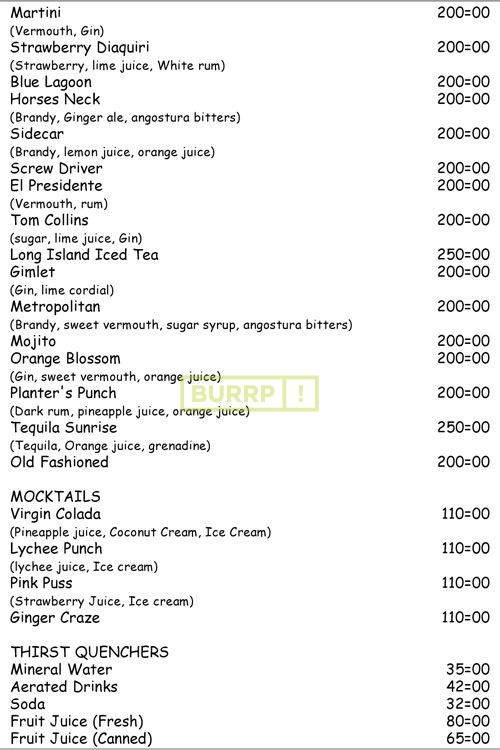 Martini 200=00
(Vermouth, Gin)
Strawberry Diaquiri 200=00
(Strawberry, lime juice, White rum)
Blue Lagoon 200=00
Horses Neck 200=00
(Brandy, Ginger ale, angostura bitters)
Sidecar 200=00
(Brandy, lemon juice, orange juice)
Screw Driver 200=00
El Presidente 200=00
(Vermouth, rum)
Tom Collins 200=00
(sugar, lime juice, Gin)
Long Island Iced Tea 250=00
Gimlet 200=00
(Gin, lime cordial)
Metropolitan 200=00
(Brandy, sweet vermouth, sugar syrup, angostura bitters)
Mojito 200=00
Orange Blossom 200=00
(Gin, sweet vermouth, orange juice)
BURRP!
Planter's Punch 200=00
(Dark rum, pineapple juice, orange juice)
Tequila Sunrise 250=00
(Tequila, Orange juice, grenadine)
Old Fashioned 200=00
MOCKTAILS
Virgin Colada 110=00
(Pineapple juice, Coconut Cream, Ice Cream)
Lychee Punch 110=00
(lychee juice, Ice cream)
Pink Puss 110=00
(Strawberry Juice, Ice cream)
Ginger Craze 110=00
THIRST QUENCHERS
Mineral Water 35=00
Aerated Drinks 42=00
Soda 32=00
Fruit Juice (Fresh) 80=00
Fruit Juice (Canned) 65=00